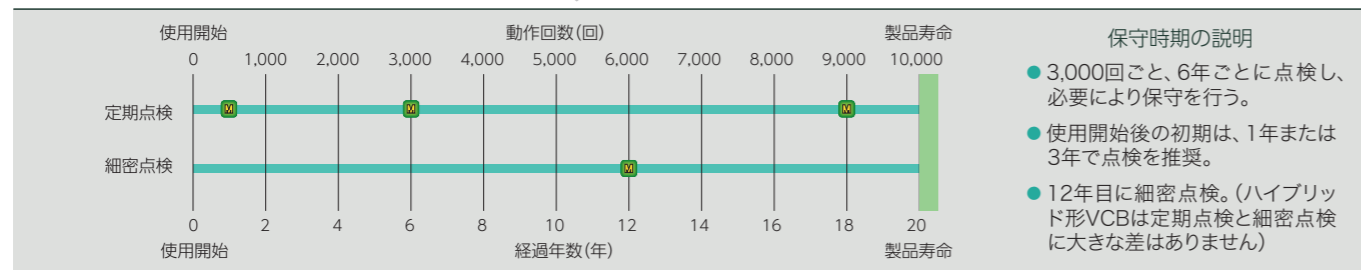 使用開始 動作回数(回) 製品寿命
0 1,000 2,000 3,000 4,000 5,000 6,000 7,000 8,000 9,000 10,000
定期点検 M M M
細密点検 M
0 2 4 6 8 10 12 14 16 18 20
使用開始 経過年数(年) 製品寿命
保守時期の説明
●3,000回ごと、6年ごとに点検し、
必要により保守を行う。
●使用開始後の初期は、1年または
3年で点検を推奨。
●12年目に細密点検。(ハイブリッ
ド形VCBは定期点検と細密点検
に大きな差はありません)